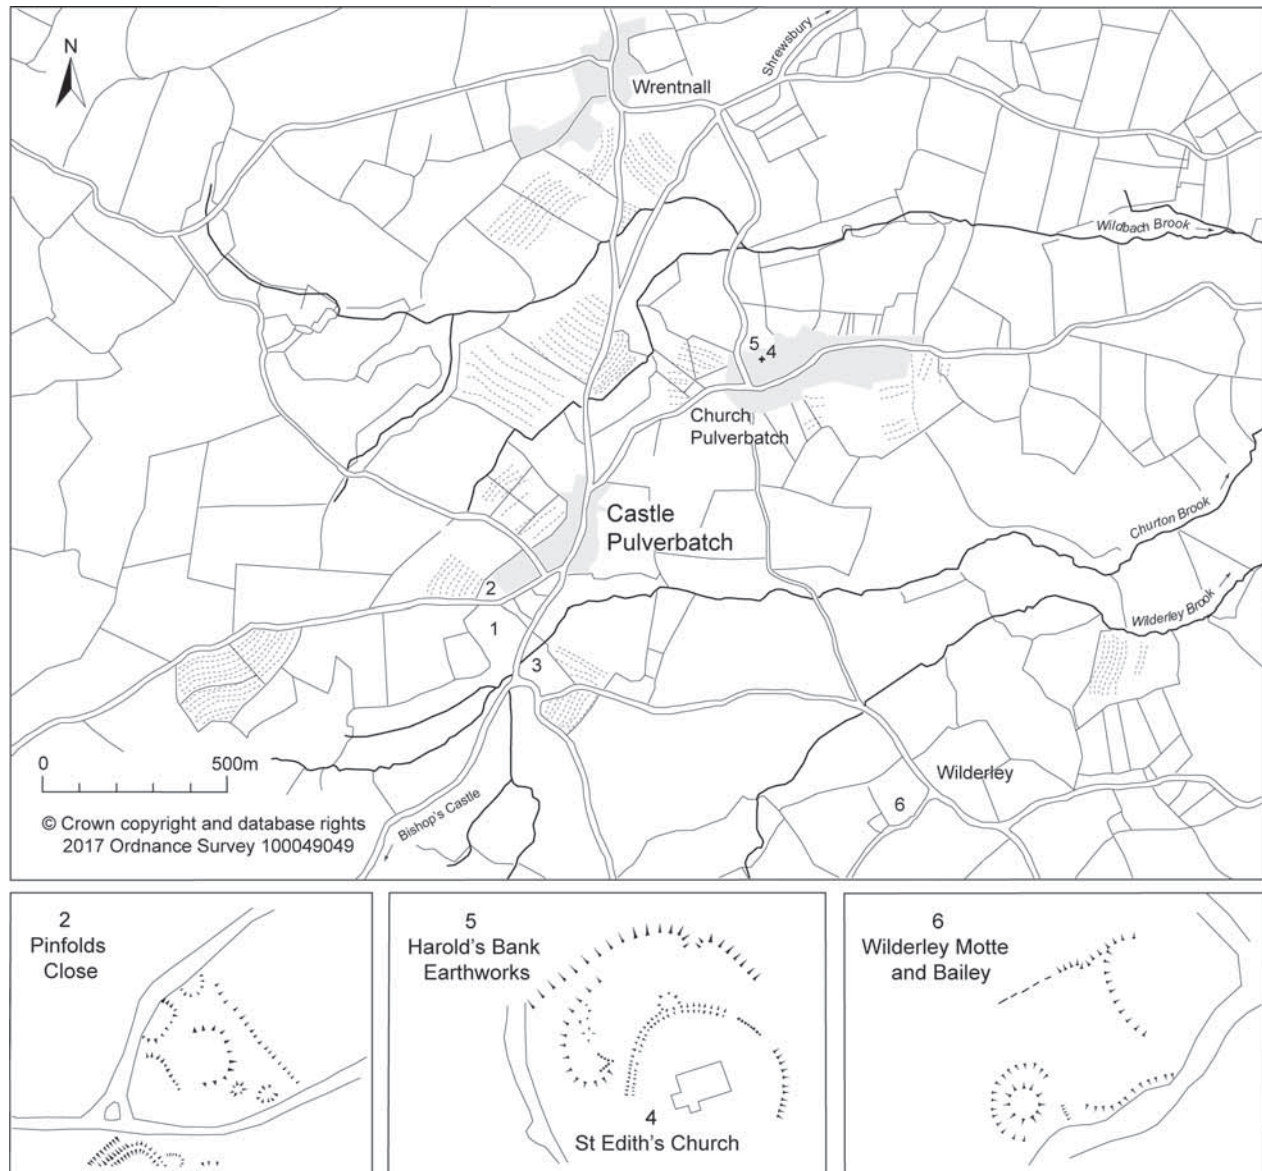 N
Shrewsbury
Wrentnall
Wildbach Brook
5
4
Church
Pulverbatch
Castle
Pulverbatch
Churton Brook
2
Wilderley Brook
1
3
0 500m
Wilderley
6
Bishop's Castle
© Crown copyright and database rights
2017 Ordnance Survey 100049049
2
Pinfolds
Close
5
Harold's Bank
Earthworks
4
St Edith's Church
6
Wilderley Motte
and Bailey